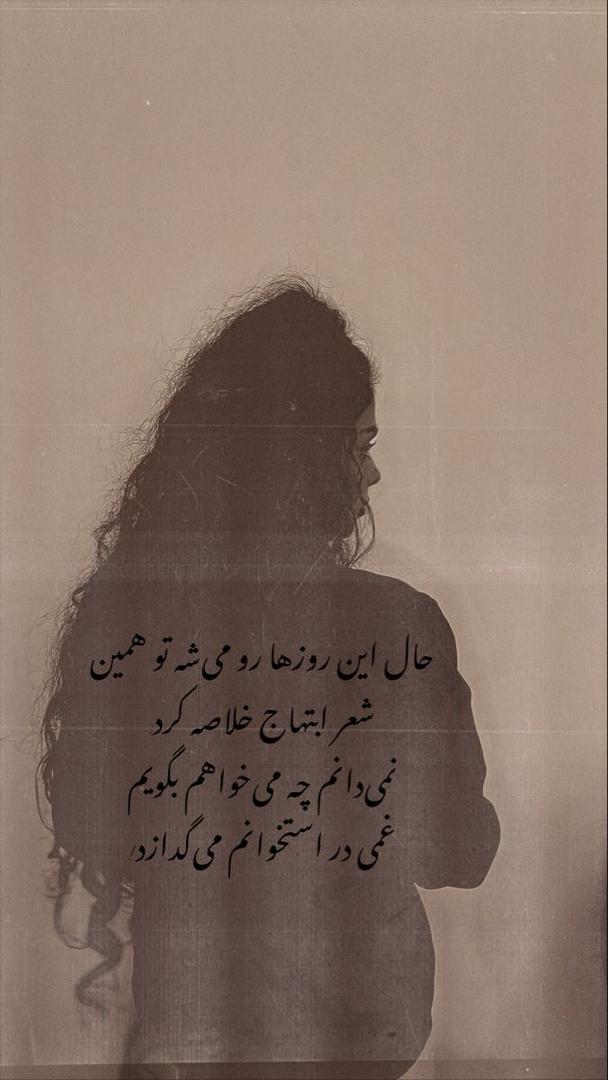 حال این روزها رو می‌شه تو همین
شعر ابتهاج خلاصه کرد
نمی‌دانم چه می‌خواهم بگویم
غمی در استخوانم می‌گدازد